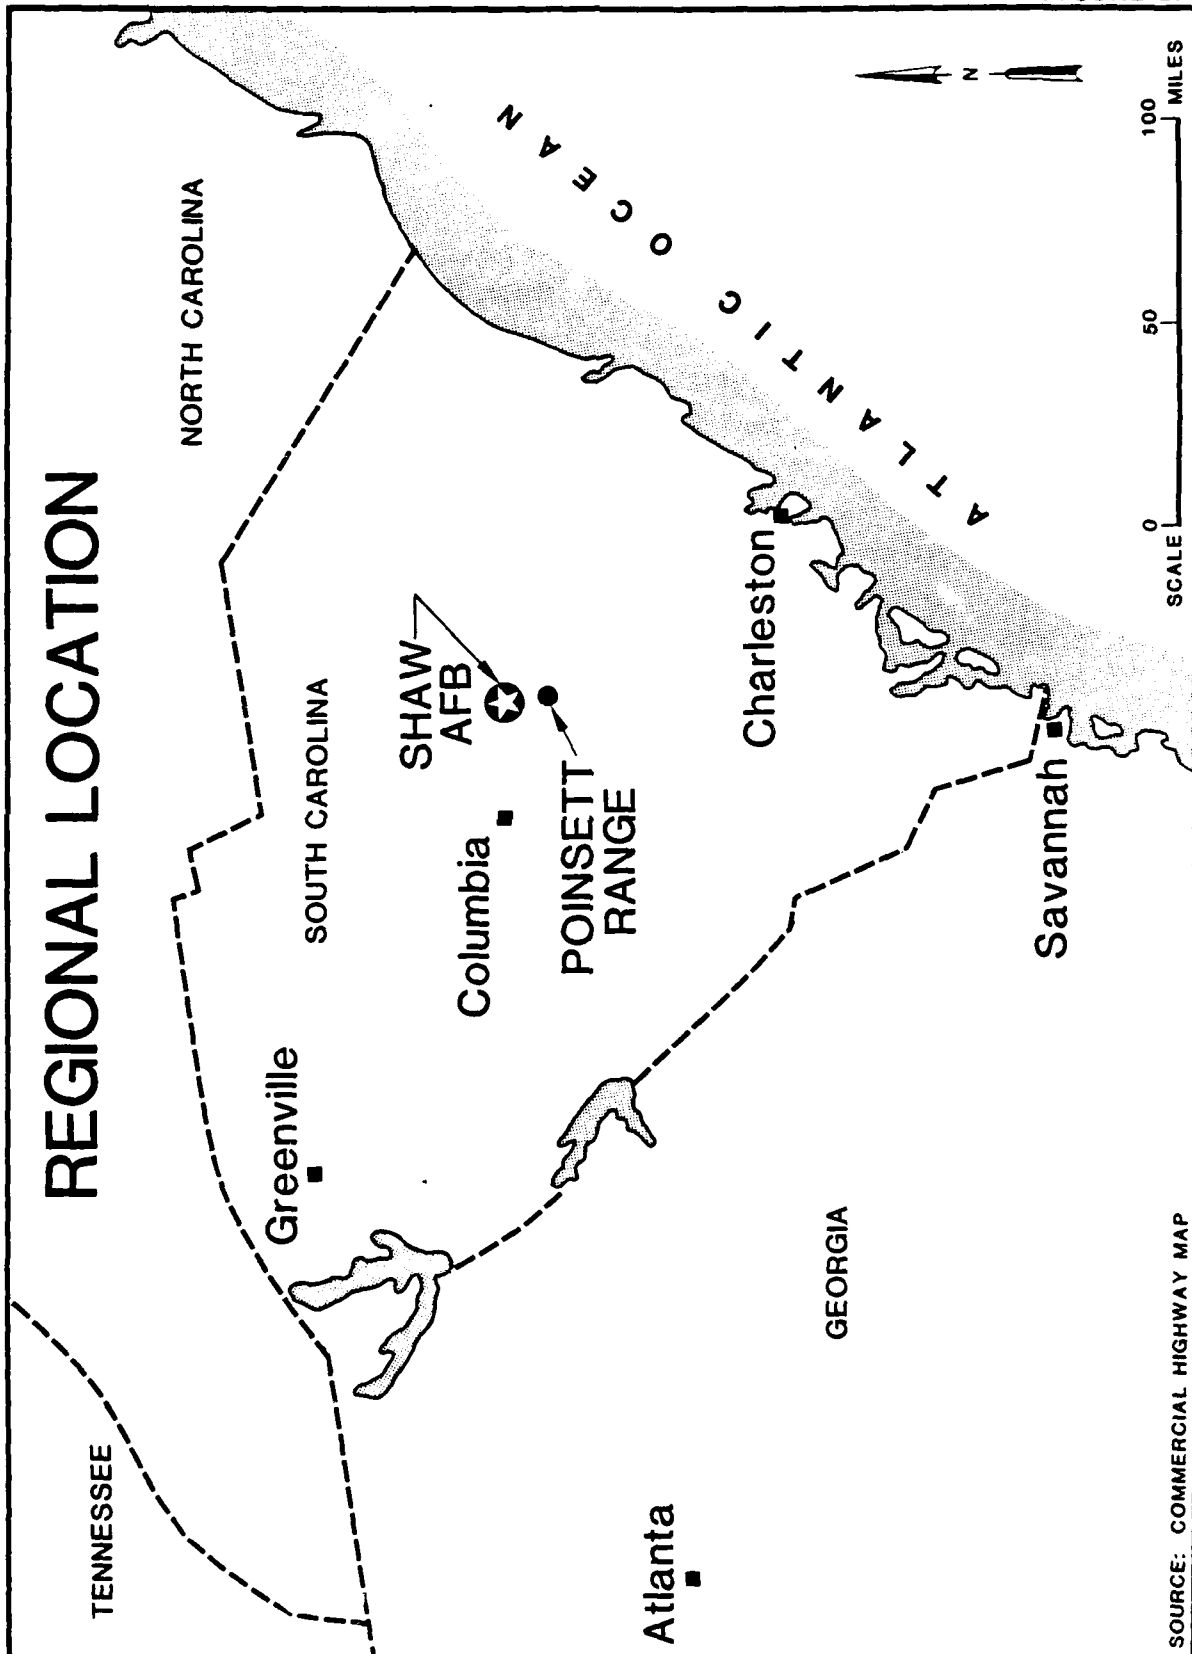 REGIONAL LOCATION
TENNESSEE
NORTH CAROLINA
Greenville
SOUTH CAROLINA
SHAW
AFB
Columbia
POINSETT
RANGE
Atlanta
GEORGIA
Charleston
Savannah
ATLANTIC OCEAN
N
0 50 100
SCALE MILES
SOURCE: COMMERCIAL HIGHWAY MAP